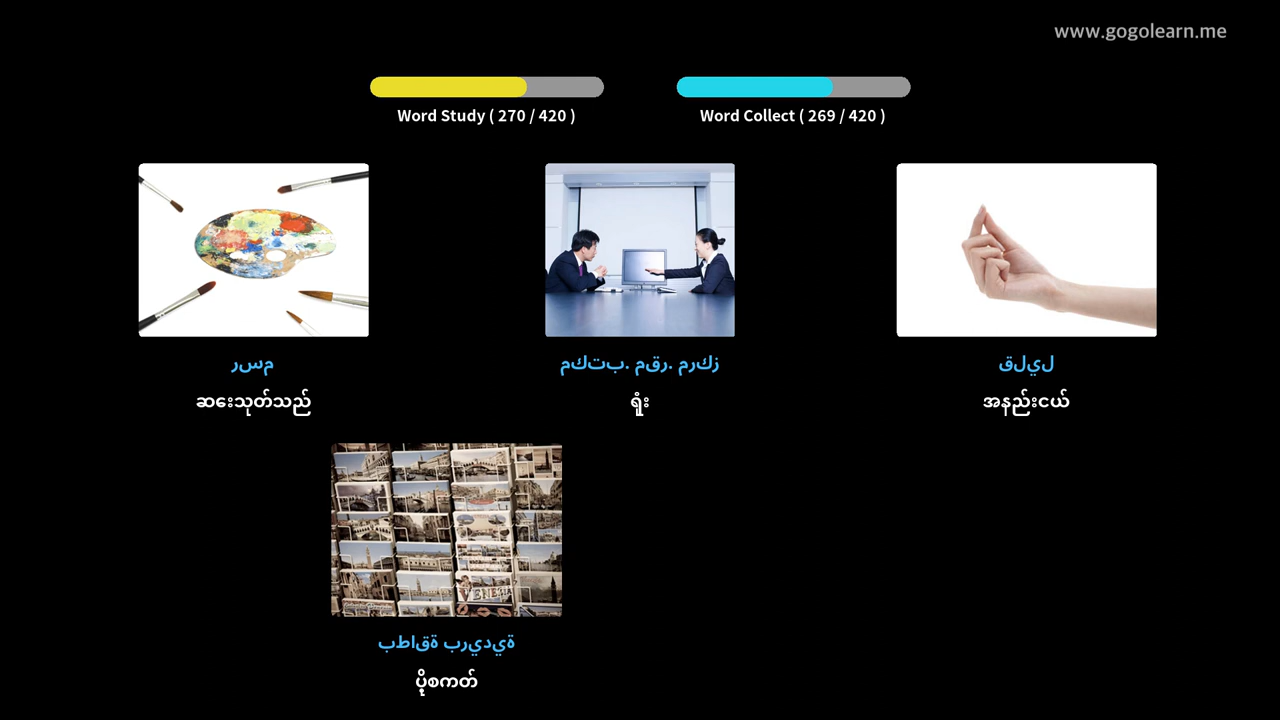 www.gogolearn.me
Word Study ( 270 / 420 )
Word Collect ( 269 / 420 )
رسم
مكتب. مقر. مركز
قليل
ဆေးသုတ်သည်
ရုံး
အနည်းငယ်
VENEZIA
بطاقة بريدية
ပို့စကတ်